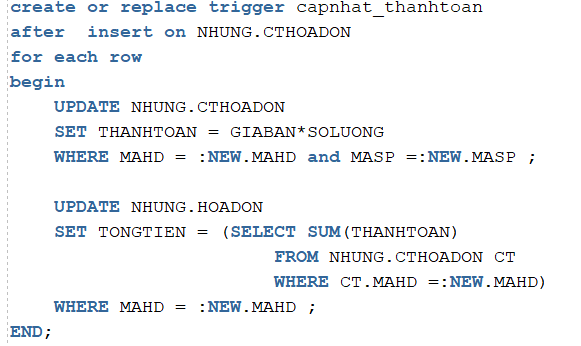 create or replace trigger capnhat_thanhtoan
after  insert on NHUNG.CTHOADON
for each row
begin
    UPDATE NHUNG.CTHOADON
    SET THANHTOAN = GIABAN*SOLUONG
    WHERE MAHD = :NEW.MAHD and MASP =:NEW.MASP ;

    UPDATE NHUNG.HOADON
    SET TONGTIEN = (SELECT SUM(THANHTOAN)
                        FROM NHUNG.CTHOADON CT
                        WHERE CT.MAHD =:NEW.MAHD)
    WHERE MAHD = :NEW.MAHD ;
END;